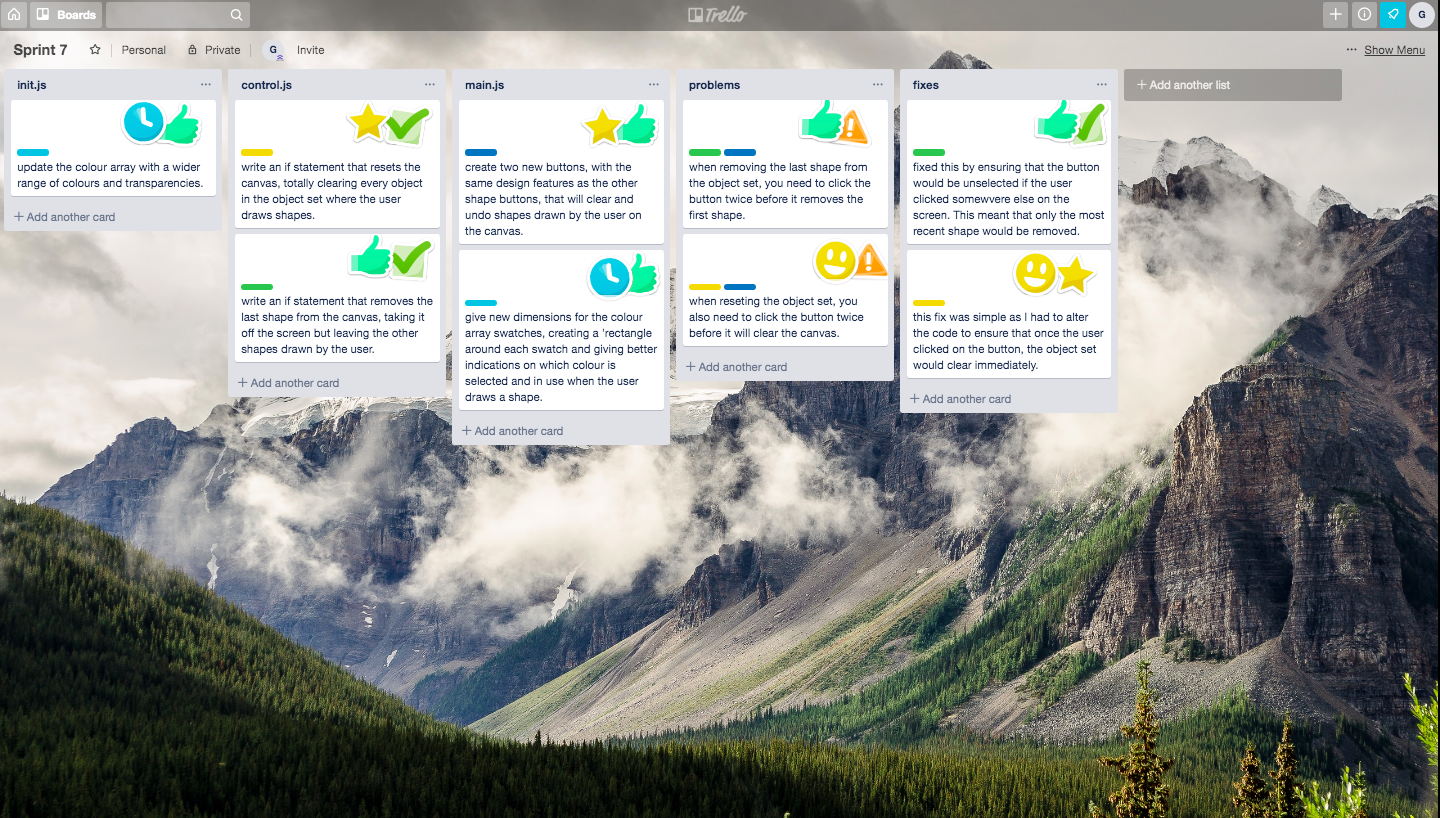 Boards
Trello
G
Sprint 7
Personal
Private
G
Invite
... Show Menu
init.js ...
update the colour array with a wider
range of colours and transparencies.
+ Add another card
control.js ...
write an if statement that resets the
canvas, totally clearing every object
in the object set where the user
draws shapes.
write an if statement that removes the
last shape from the canvas, taking it
off the screen but leaving the other
shapes drawn by the user.
+ Add another card
main.js ...
create two new buttons, with the
same design features as the other
shape buttons, that will clear and
undo shapes drawn by the user on
the canvas.
give new dimensions for the colour
array swatches, creating a 'rectangle
around each swatch and giving better
indications on which colour is
selected and in use when the user
draws a shape.
+ Add another card
problems ...
when removing the last shape from
the object set, you need to click the
button twice before it removes the
first shape.
when reseting the object set, you
also need to click the button twice
before it will clear the canvas.
+ Add another card
fixes ...
fixed this by ensuring that the button
would be unselected if the user
clicked somewvere else on the
screen. This meant that only the most
recent shape would be removed.
this fix was simple as I had to alter
the code to ensure that once the user
clicked on the button, the object set
would clear immediately.
+ Add another card
+ Add another list